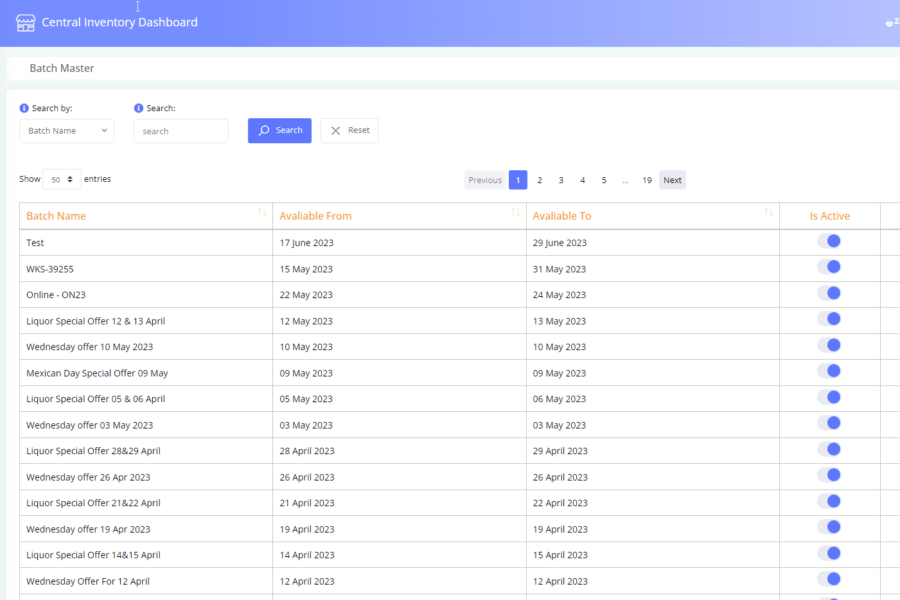 Central Inventory Dashboard
Batch Master
Search by: Search:
Batch Name search Search Reset
Show 50 entries Previous 1 2 3 4 5 ... 19 Next
Batch Name Avaliable From Avaliable To Is Active
Test 17 June 2023 29 June 2023
WKS-39255 15 May 2023 31 May 2023
Online - ON23 22 May 2023 24 May 2023
Liquor Special Offer 12 & 13 April 12 May 2023 13 May 2023
Wednesday offer 10 May 2023 10 May 2023 10 May 2023
Mexican Day Special Offer 09 May 09 May 2023 09 May 2023
Liquor Special Offer 05 & 06 April 05 May 2023 06 May 2023
Wednesday offer 03 May 2023 03 May 2023 03 May 2023
Liquor Special Offer 28&29 April 28 April 2023 29 April 2023
Wednesday offer 26 Apr 2023 26 April 2023 26 April 2023
Liquor Special Offer 21&22 April 21 April 2023 22 April 2023
Wednesday offer 19 Apr 2023 19 April 2023 19 April 2023
Liquor Special Offer 14&15 April 14 April 2023 15 April 2023
Wednesday Offer For 12 April 12 April 2023 12 April 2023